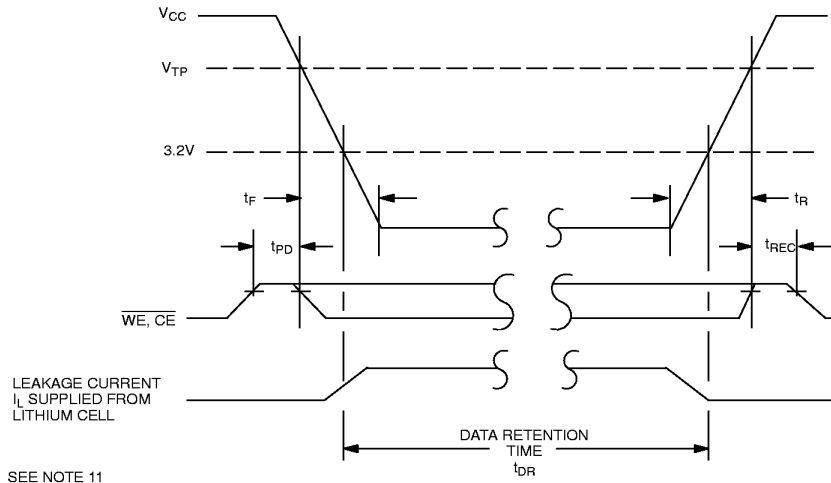 VCC
VTP
3.2V
tF
tR
tPD
tREC
WE, CE
LEAKAGE CURRENT
IL SUPPLIED FROM
LITHIUM CELL
DATA RETENTION
TIME
tDR
SEE NOTE 11